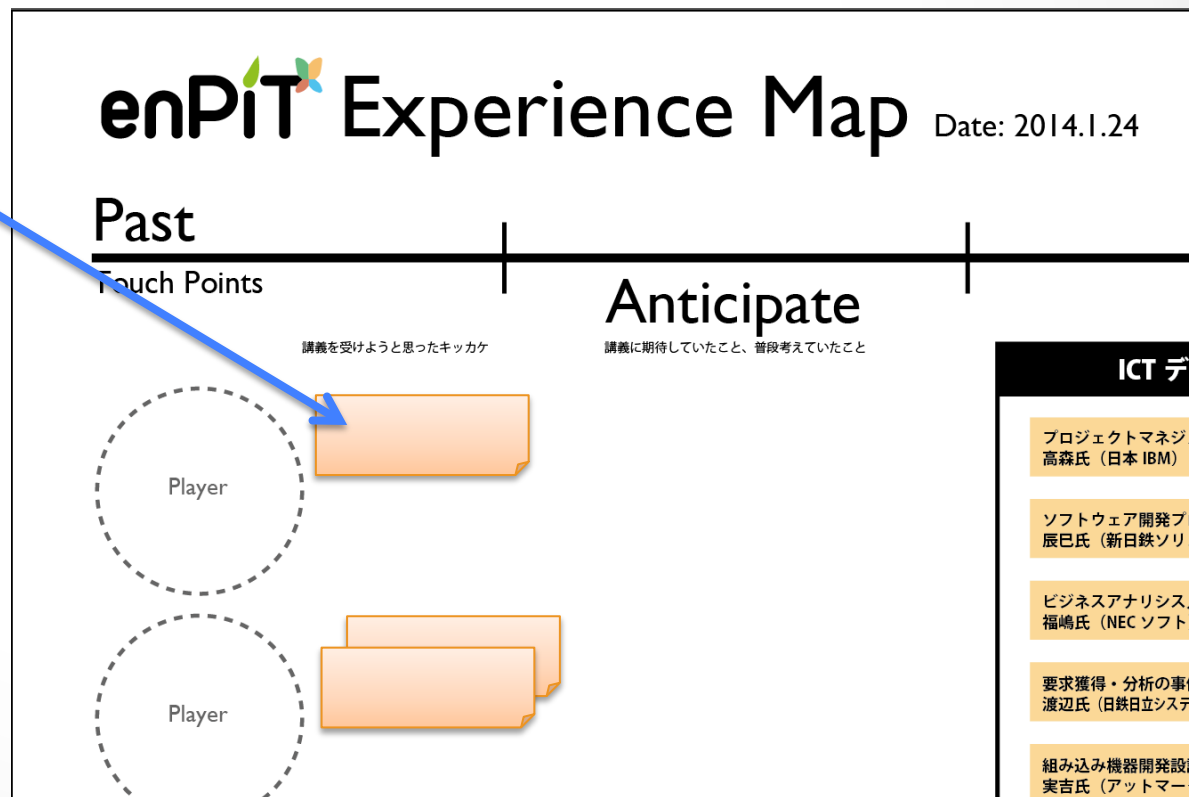 enPiT Experience Map Date: 2014.1.24
Past
Touch Points
Anticipate
講義を受けようと思ったキッカケ
講義に期待していたこと、普段考えていたこと
ICT デ
プロジェクトマネジ
高森氏（日本 IBM）
Player
ソフトウェア開発プ
辰巳氏（新日鉄ソリ
ビジネスアナリシス
福嶋氏（NEC ソフト
要求獲得・分析の事
渡辺氏（日鉄日立システ
Player
組み込み機器開発設
実吉氏（アットマー